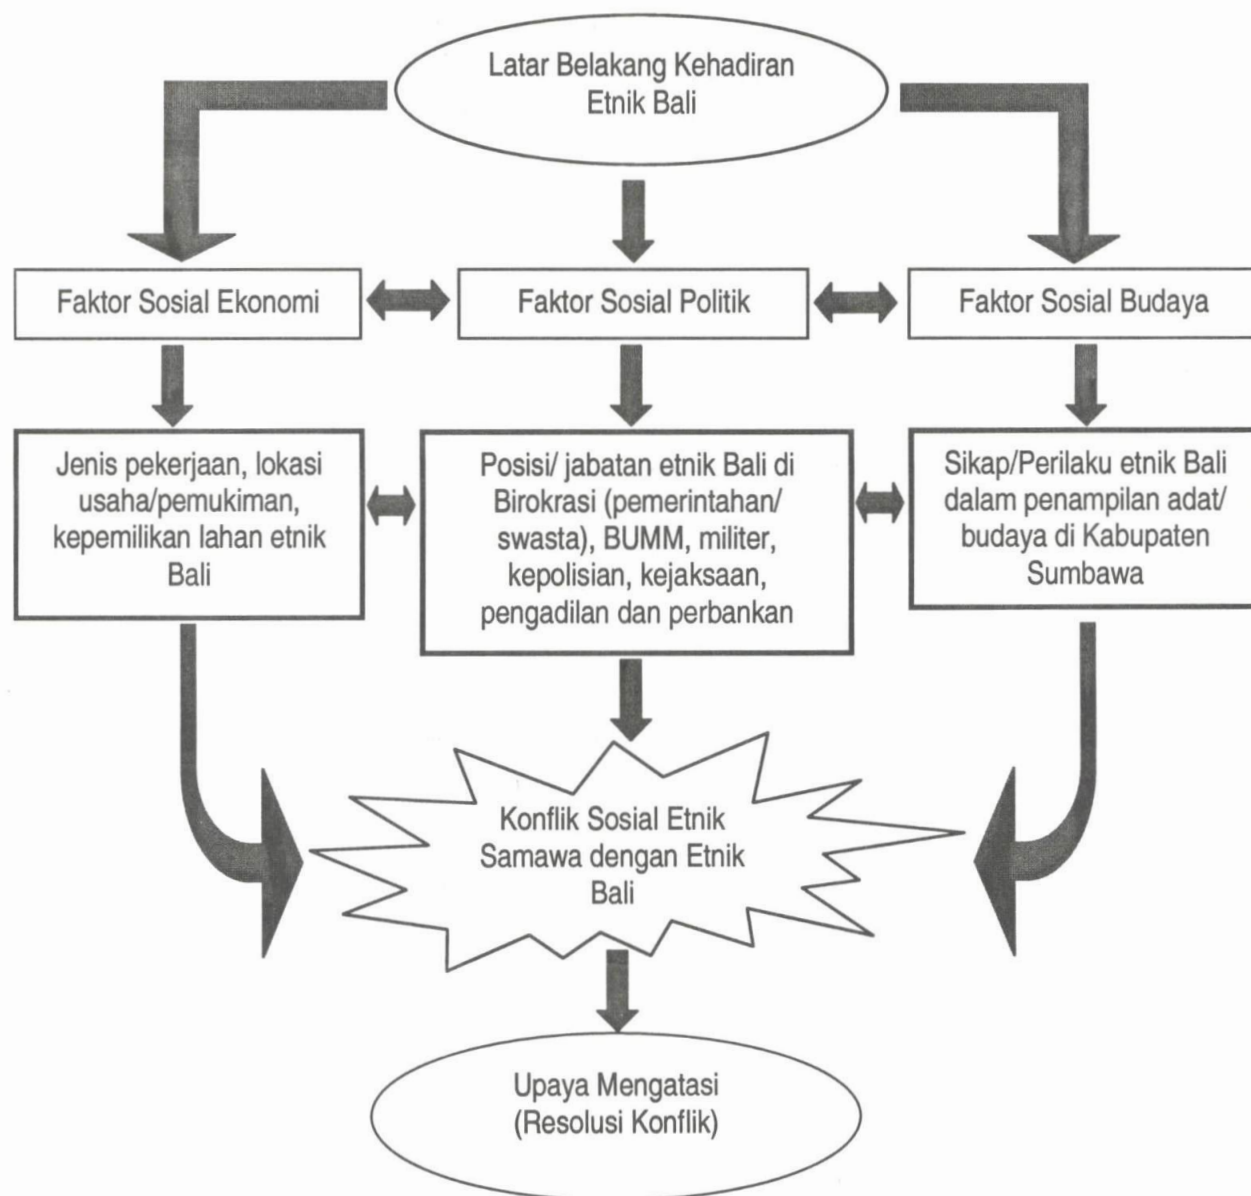 Latar Belakang Kehadiran
Etnik Bali
Faktor Sosial Ekonomi
Faktor Sosial Politik
Faktor Sosial Budaya
Jenis pekerjaan, lokasi
usaha/pemukiman,
kepemilikan lahan etnik
Bali
Posisi/ jabatan etnik Bali di
Birokrasi (pemerintahan/
swasta), BUMM, militer,
kepolisian, kejaksaan,
pengadilan dan perbankan
Sikap/Perilaku etnik Bali
dalam penampilan adat/
budaya di Kabupaten
Sumbawa
Konflik Sosial Etnik
Samawa dengan Etnik
Bali
Upaya Mengatasi
(Resolusi Konflik)